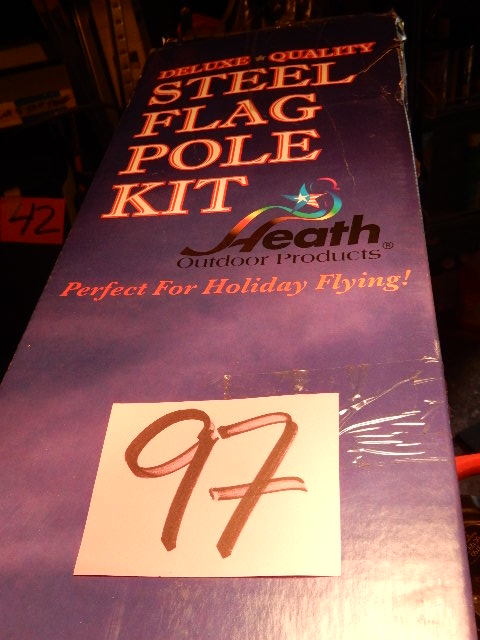 DELUXE ★ QUALITY
STEEL
FLAG
POLE
KIT
42
Heath®
Outdoor Products
Perfect For Holiday Flying!
97